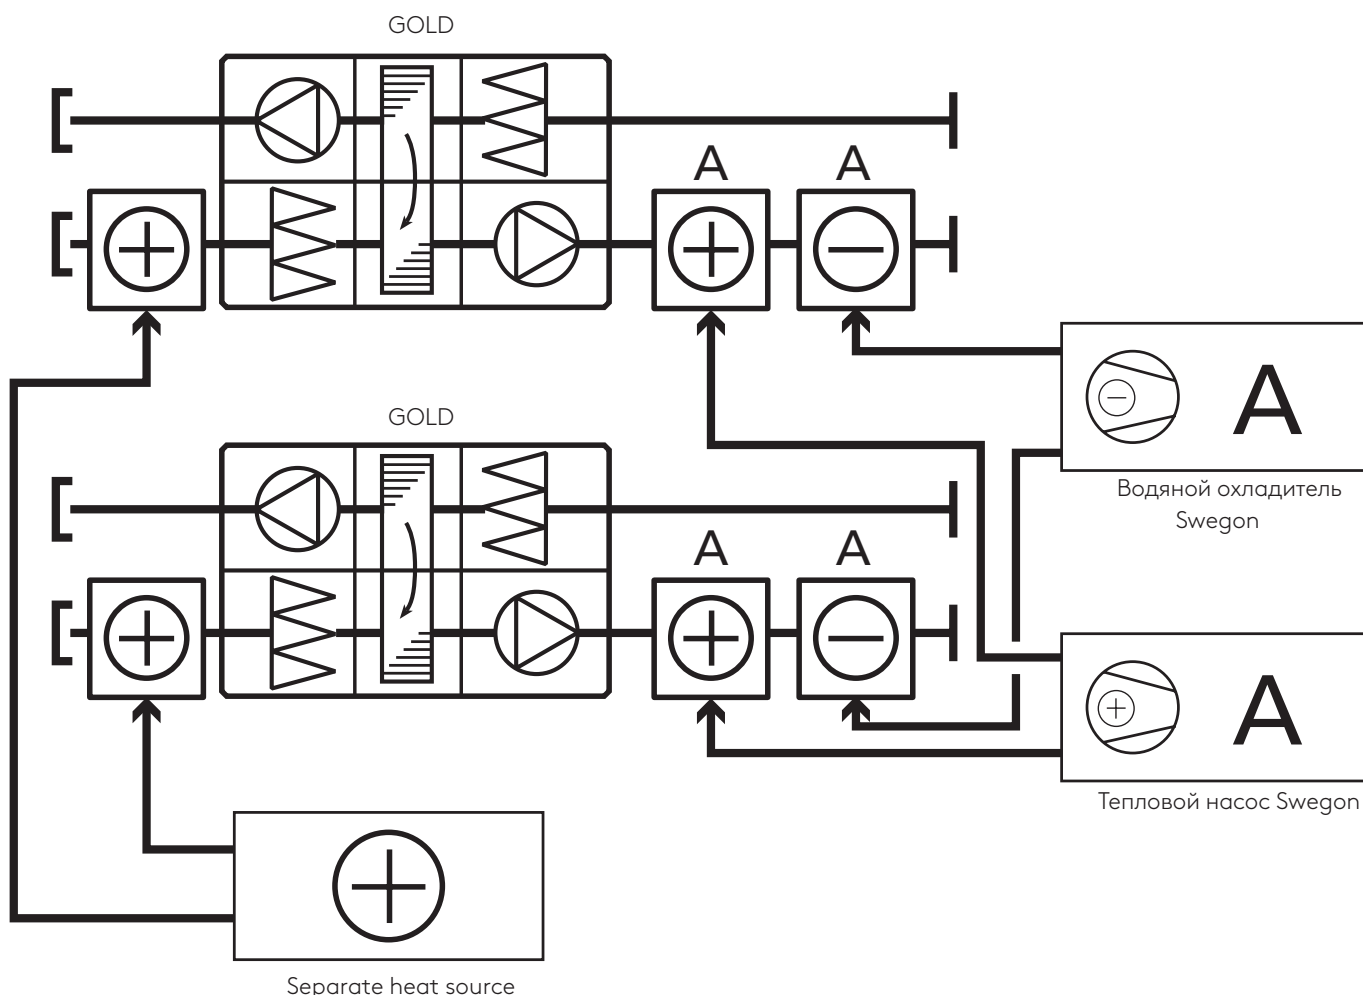 GOLD
A A
A
Водяной охладитель
Swegon
GOLD
A A
A
Тепловой насос Swegon
Separate heat source